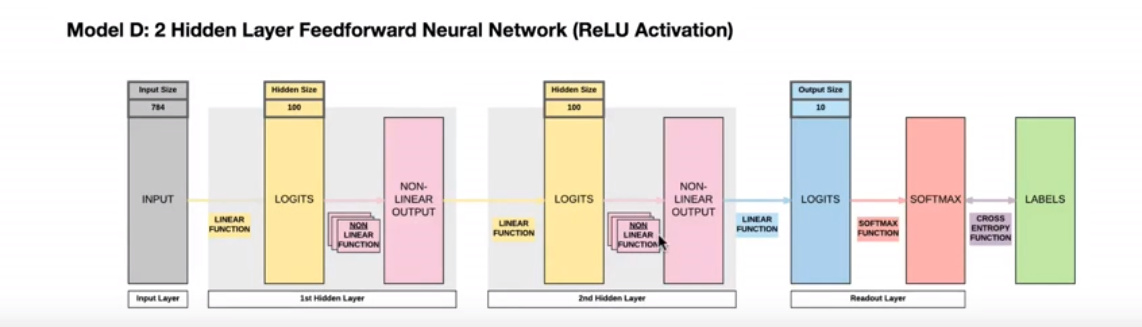 Model D: 2 Hidden Layer Feedforward Neural Network (ReLU Activation)
Input Size
784
Hidden Size
100
Hidden Size
100
Output Size
10
INPUT
LINEAR
FUNCTION
LOGITS
NON
LINEAR
FUNCTION
NON-
LINEAR
OUTPUT
LINEAR
FUNCTION
LOGITS
NON
LINEAR
FUNCTION
NON-
LINEAR
OUTPUT
LINEAR
FUNCTION
LOGITS
SOFTMAX
FUNCTION
SOFTMAX
CROSS
ENTROPY
FUNCTION
LABELS
Input Layer
1st Hidden Layer
2nd Hidden Layer
Readout Layer